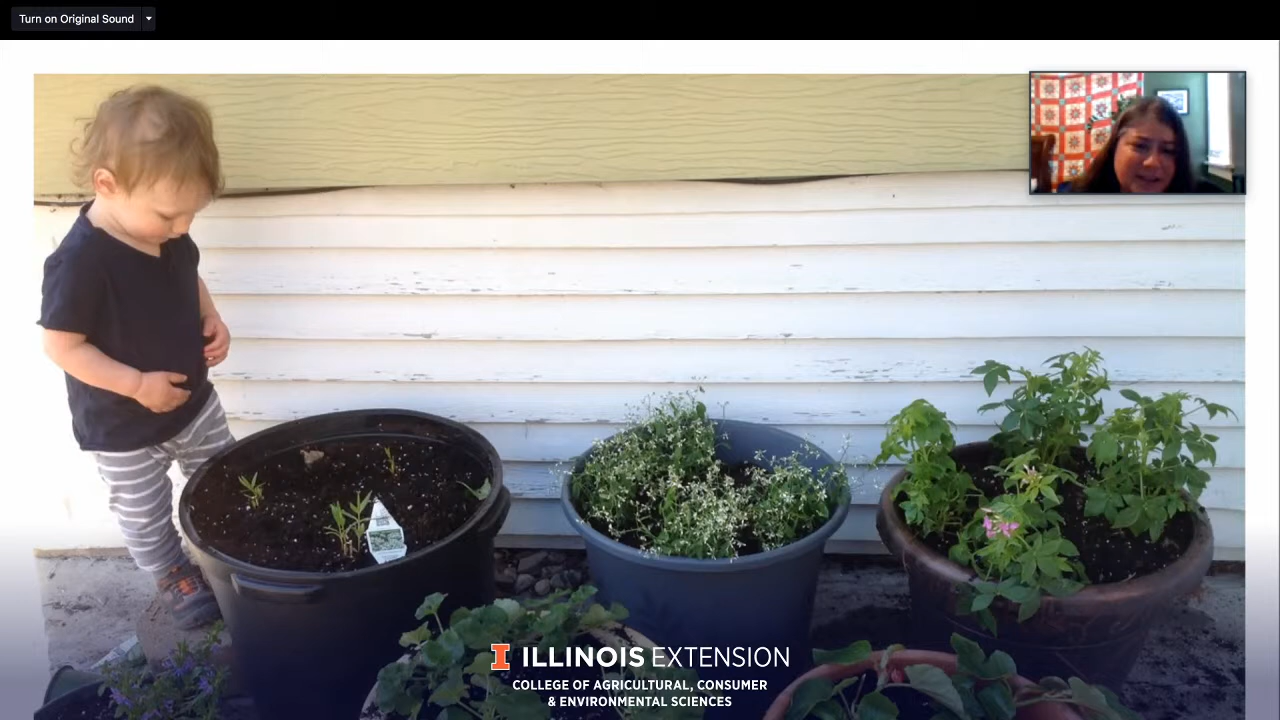 Turn on Original Sound
ILLINOIS EXTENSION
COLLEGE OF AGRICULTURAL, CONSUMER
& ENVIRONMENTAL SCIENCES